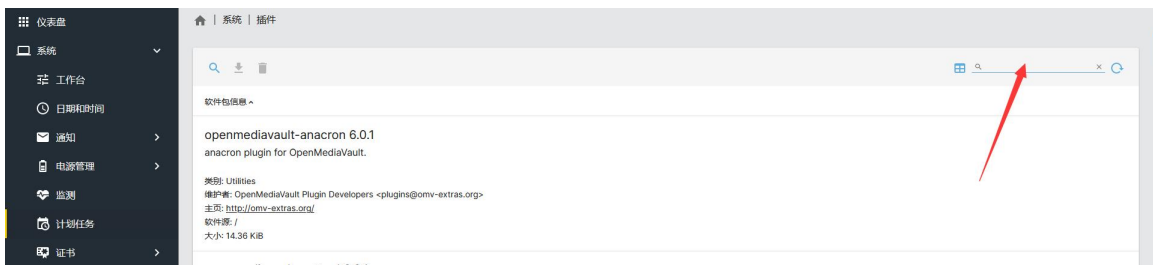 仪表盘
系统 | 插件
系统
工作台
日期和时间
通知
电源管理
监测
计划任务
证书
软件包信息
openmediavault-anacron 6.0.1
anacron plugin for OpenMediaVault.
类别: Utilities
维护者: OpenMediaVault Plugin Developers <plugins@omv-extras.org>
主页: http://omv-extras.org/
软件源: /
大小: 14.36 KiB